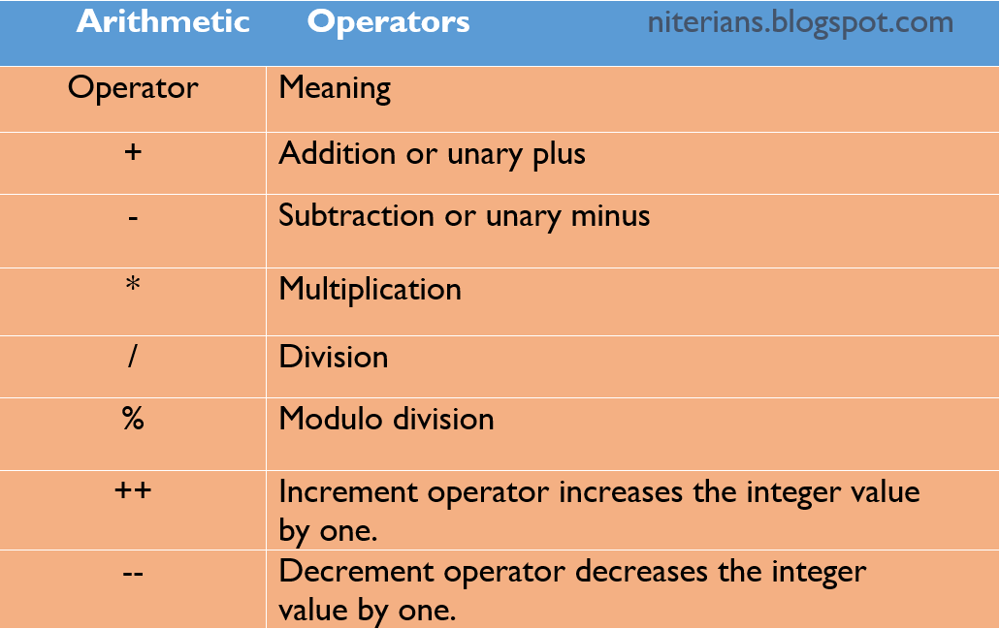 Arithmetic Operators niterians.blogspot.com
Operator Meaning
+ Addition or unary plus
- Subtraction or unary minus
* Multiplication
/ Division
% Modulo division
++ Increment operator increases the integer value
by one.
-- Decrement operator decreases the integer
value by one.